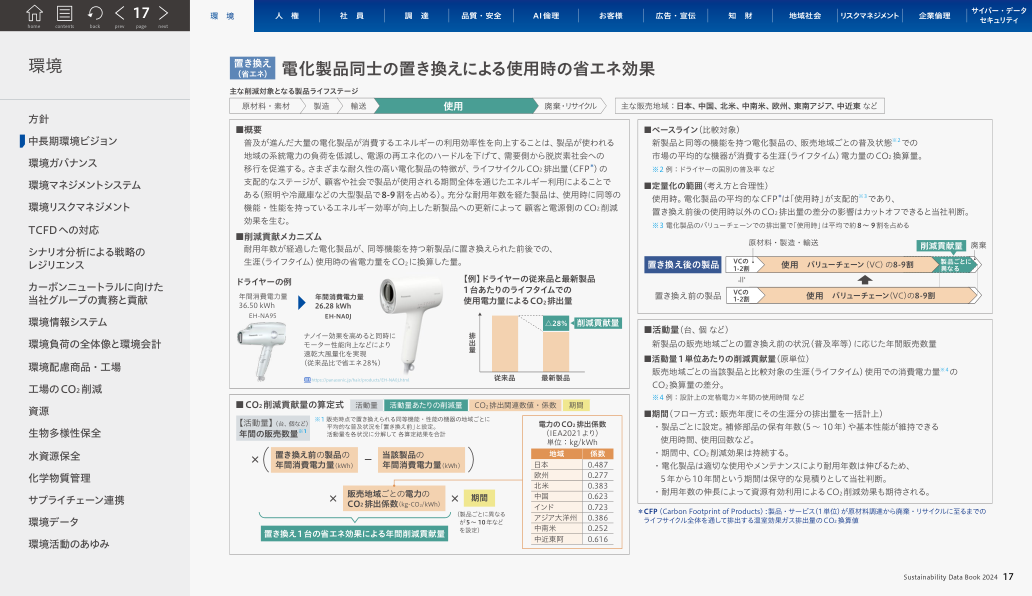 home contents back prev 17 page next
環 境
人 権
社 員
調 達
品質・安全
AI倫理
お客様
広告・宣伝
知 財
地域社会
リスクマネジメント
企業倫理
サイバー・データ
セキュリティ
環境
方針
中長期環境ビジョン
環境ガバナンス
環境マネジメントシステム
環境リスクマネジメント
TCFDへの対応
シナリオ分析による戦略の
レジリエンス
カーボンニュートラルに向けた
当社グループの責務と貢献
環境情報システム
環境負荷の全体像と環境会計
環境配慮商品・工場
工場のCO₂削減
資源
生物多様性保全
水資源保全
化学物質管理
サプライチェーン連携
環境データ
環境活動のあゆみ
置き換え
(省エネ)
電化製品同士の置き換えによる使用時の省エネ効果
主な削減対象となる製品ライフステージ
原材料・素材
製造
輸送
使用
廃棄・リサイクル
主な販売地域：日本、中国、北米、中南米、欧州、東南アジア、中近東 など
■概要
普及が進んだ大量の電化製品が消費するエネルギーの利用効率性を向上することは、製品が使われる
地域の系統電力の負荷を低減し、電源の再エネ化のハードルを下げて、需要側から脱炭素社会への
移行を促進する。さまざまな耐久性の高い電化製品の特徴が、ライフサイクルCO₂排出量(CFP*)の
支配的なステージが、顧客や社会で製品が使用される期間全体を通じたエネルギー利用によることで
ある(照明や冷蔵庫などの大型製品で8-9割を占める)。充分な耐用年数を経た製品は、使用時に同等の
機能・性能を持っているエネルギー効率が向上した新製品への更新によって 顧客と電源側のCO₂削減
効果を生む。
■削減貢献メカニズム
耐用年数が経過した電化製品が、同等機能を持つ新製品に置き換えられた前後での、
生涯(ライフタイム) 使用時の省電力量をCO₂に換算した量。
ドライヤーの例
年間消費電力量
36.50 kWh
EH-NA95
年間消費電力量
26.28 kWh
EH-NA0J
ナノイー効果を高めると同時に
モーター性能向上などにより
速乾大風量化を実現
(従来品比で省エネ28%)
【例】ドライヤーの従来品と最新製品
1台あたりのライフタイムでの
使用電力量によるCO₂排出量
排出量
△28%
削減貢献量
従来品
最新製品
■CO₂削減貢献量の算定式
活動量
活動量あたりの削減量
CO₂排出関連数値・係数
期間
【活動量】(台、個など)
年間の販売数量※1
※1 販売時点で置き換えられる同等機能・性能の機器の地域ごとに
平均的な普及状況を「置き換え前」と設定。
活動量を各状況に分解して 各算定結果を合計
×
置き換え前の製品の
年間消費電力量(kWh)
－
当該製品の
年間消費電力量(kWh)
×
販売地域ごとの電力の
CO₂排出係数(kg-CO₂/kWh)
×
期間
(製品ごとに異なる
が5～10年など
を設定)
置き換え1台の省エネ効果による年間削減貢献量
電力のCO₂排出係数
(IEA2021より)
単位：kg/kWh
地域 係数
日本 0.487
欧州 0.277
北米 0.383
中国 0.623
インド 0.723
アジア大洋州 0.386
中南米 0.252
中近東阿 0.616
■ベースライン(比較対象)
新製品と同等の機能を持つ電化製品の、販売地域ごとの普及状態※2での
市場の平均的な機器が消費する生涯(ライフタイム)電力量のCO₂換算量。
※2 例：ドライヤーの国別の普及率 など
■定量化の範囲(考え方と合理性)
使用時。電化製品の平均的なCFP*は「使用時」が支配的※3であり、
置き換え前後の使用時以外のCO₂排出量の差分の影響はカットオフできると当社判断。
※3 電化製品のバリューチェーンでの排出量で「使用時」は平均で約8～9割を占める
原材料・製造・輸送
削減貢献量
廃棄
置き換え後の製品
VCの
1-2割
使用 バリューチェーン(VC)の8-9割
製品ごとに
異なる
置き換え前の製品
VCの
1-2割
使用 バリューチェーン(VC)の8-9割
■活動量(台、個 など)
新製品の販売地域ごとの置き換え前の状況(普及率等)に応じた年間販売数量
■活動量1単位あたりの削減貢献量(原単位)
販売地域ごとの当該製品と比較対象の生涯(ライフタイム)使用での消費電力量※4の
CO₂換算量の差分。
※4 例：設計上の定格電力×年間の使用時間 など
■期間(フロー方式：販売年度にその生涯分の排出量を一括計上)
・製品ごとに設定。補修部品の保有年数(5～10年)や基本性能が維持できる
使用時間、使用回数など。
・期間中、CO₂削減効果は持続する。
・電化製品は適切な使用やメンテナンスにより耐用年数は伸びるため、
5年から10年間という期間は保守的な見積りとして当社判断。
・耐用年数の伸長によって資源有効利用によるCO₂削減効果も期待される。
＊CFP(Carbon Footprint of Products)：製品・サービス(1単位)が原材料調達から廃棄・リサイクルに至るまでの
ライフサイクル全体を通して排出する温室効果ガス排出量のCO₂換算値
Sustainability Data Book 2024 17